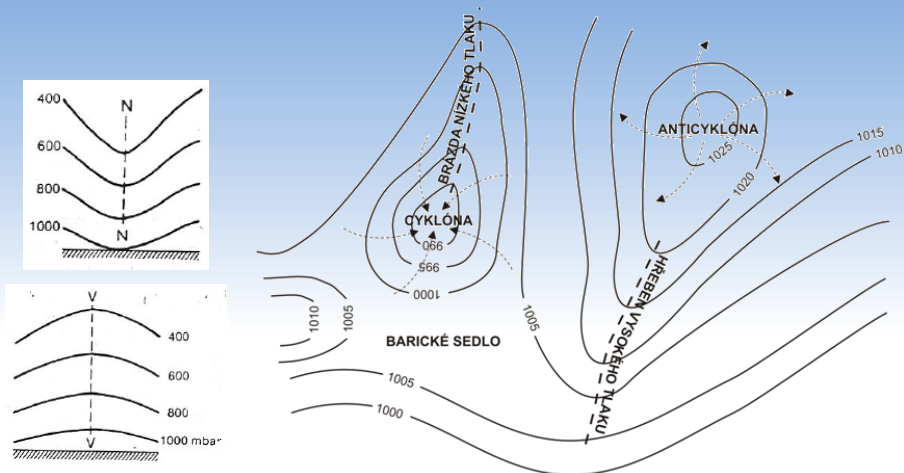 400
N
600
800
1000
N
V
400
600
800
1000 mbar
V
BRÁZDA NÍZKÉHO TLAKU
CYKLÓNA
990
995
1000
1010
1005
BARICKÉ SEDLO
1005
ANTICYKLÓNA
1025
1020
1015
1010
HŘEBEN VYSOKÉHO TLAKU
1005
1000